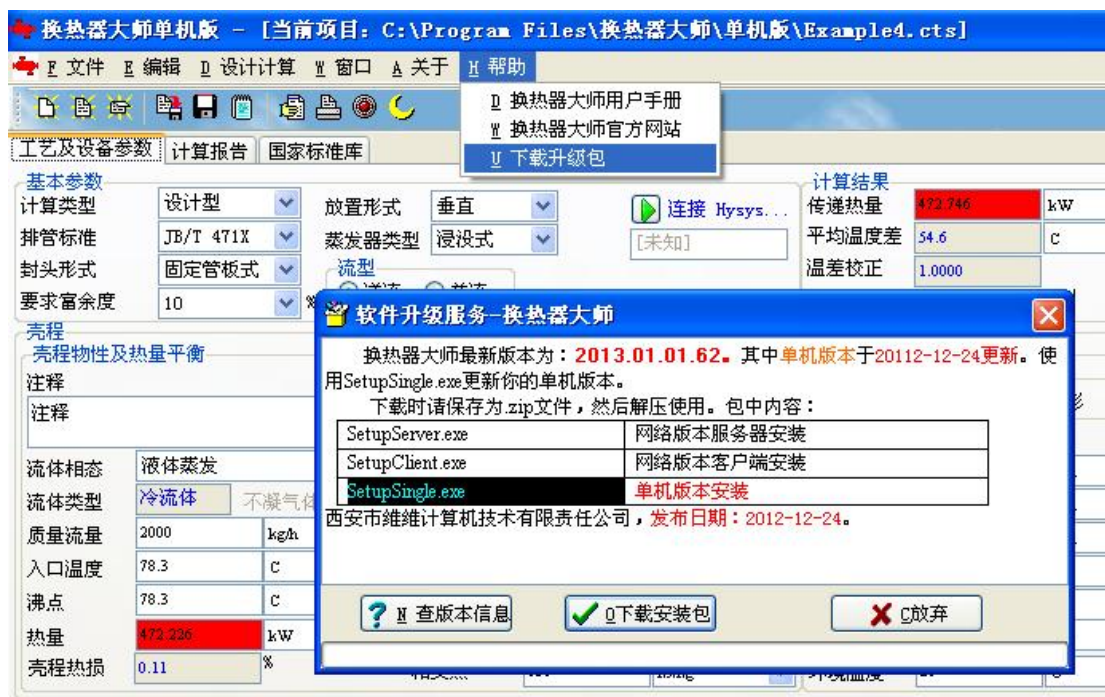 换热器大师单机版 - [当前项目：C:\Program Files\换热器大师\单机版\Example4.cts]
F 文件 E 编辑 D 设计计算 W 窗口 A 关于 H 帮助
D 换热器大师用户手册
W 换热器大师官方网站
U 下载升级包
工艺及设备参数 计算报告 国家标准库
基本参数 计算结果
计算类型 设计型 放置形式 垂直 连接 Hysys... 传递热量 472.746 kW
排管标准 JB/T 471X 蒸发器类型 浸没式 [未知] 平均温度差 54.6 C
封头形式 固定管板式 流型 温差校正 1.0000
要求富余度 10 %
软件升级服务-换热器大师
换热器大师最新版本为：2013.01.01.62。其中单机版本于20112-12-24更新。使
用SetupSingle.exe更新你的单机版本。
下载时请保存为.zip文件，然后解压使用。包中内容：
SetupServer.exe 网络版本服务器安装
SetupClient.exe 网络版本客户端安装
SetupSingle.exe 单机版本安装
西安市维维计算机技术有限责任公司，发布日期：2012-12-24。
N 查版本信息 O下载安装包 C放弃
壳程
壳程物性及热量平衡
注释
注释
流体相态 液体蒸发
流体类型 冷流体 不凝气体
质量流量 2000 kg/h
入口温度 78.3 C
沸点 78.3 C
热量 472.226 kW
壳程热损 0.11 %